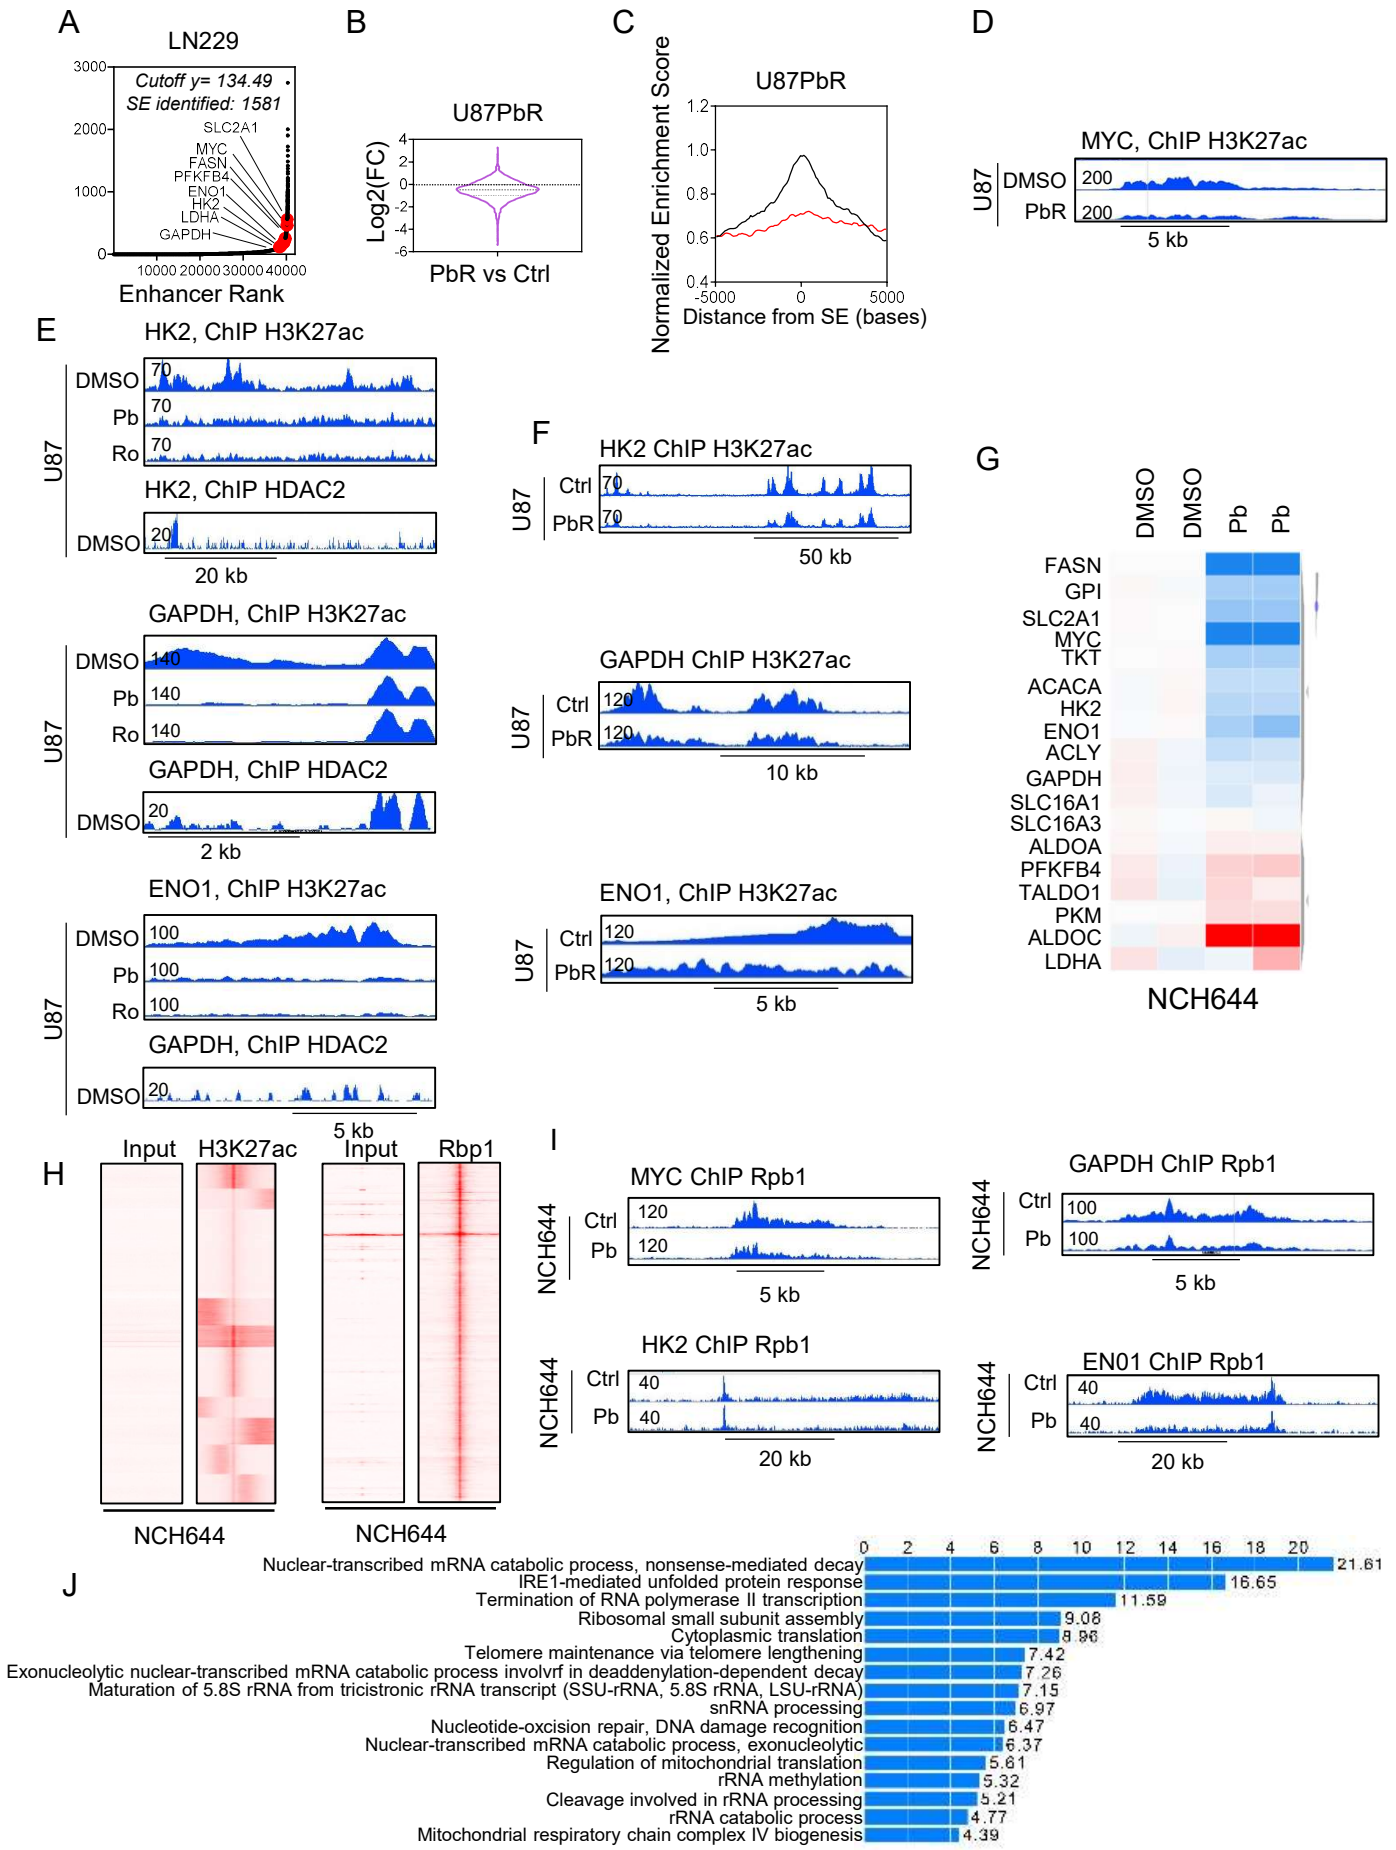 A
LN229
3000
2000
1000
0
Cutoff y= 134.49
SE identified: 1581
SLC2A1
MYC
FASN
PFKFB4
ENO1
HK2
LDHA
GAPDH
10000 20000 30000 40000
Enhancer Rank
B
U87PbR
Log2(FC)
4
2
0
-2
-4
-6
PbR vs Ctrl
C
U87PbR
Normalized Enrichment Score
1.2
1.0
0.8
0.6
0.4
-5000 0 5000
Distance from SE (bases)
D
MYC, ChIP H3K27ac
U87
DMSO 200
PbR 200
5 kb
E
HK2, ChIP H3K27ac
U87
DMSO 70
Pb 70
Ro 70
HK2, ChIP HDAC2
DMSO 20
20 kb
GAPDH, ChIP H3K27ac
U87
DMSO 140
Pb 140
Ro 140
GAPDH, ChIP HDAC2
DMSO 20
2 kb
ENO1, ChIP H3K27ac
U87
DMSO 100
Pb 100
Ro 100
GAPDH, ChIP HDAC2
DMSO 20
5 kb
F
HK2 ChIP H3K27ac
U87
Ctrl 70
PbR 70
50 kb
GAPDH ChIP H3K27ac
U87
Ctrl 120
PbR 120
10 kb
ENO1, ChIP H3K27ac
U87
Ctrl 120
PbR 120
5 kb
G
DMSO DMSO Pb Pb
FASN
GPI
SLC2A1
MYC
TKT
ACACA
HK2
ENO1
ACLY
GAPDH
SLC16A1
SLC16A3
ALDOA
PFKFB4
TALDO1
PKM
ALDOC
LDHA
NCH644
H
Input H3K27ac Input Rbp1
NCH644 NCH644
I
MYC ChIP Rpb1
NCH644
Ctrl 120
Pb 120
5 kb
GAPDH ChIP Rpb1
NCH644
Ctrl 100
Pb 100
5 kb
HK2 ChIP Rpb1
NCH644
Ctrl 40
Pb 40
20 kb
EN01 ChIP Rpb1
NCH644
Ctrl 40
Pb 40
20 kb
J
0 2 4 6 8 10 12 14 16 18 20
Nuclear-transcribed mRNA catabolic process, nonsense-mediated decay 21.61
IRE1-mediated unfolded protein response 16.65
Termination of RNA polymerase II transcription 11.59
Ribosomal small subunit assembly 9.08
Cytoplasmic translation 8.96
Telomere maintenance via telomere lengthening 7.42
Exonucleolytic nuclear-transcribed mRNA catabolic process involvrf in deaddenylation-dependent decay 7.26
Maturation of 5.8S rRNA from tricistronic rRNA transcript (SSU-rRNA, 5.8S rRNA, LSU-rRNA) 7.15
snRNA processing 6.97
Nucleotide-oxcision repair, DNA damage recognition 6.47
Nuclear-transcribed mRNA catabolic process, exonucleolytic 6.37
Regulation of mitochondrial translation 5.61
rRNA methylation 5.32
Cleavage involved in rRNA processing 5.21
rRNA catabolic process 4.77
Mitochondrial respiratory chain complex IV biogenesis 4.39